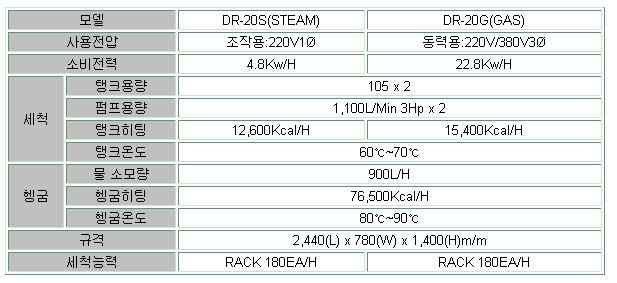 모델 DR-20S(STEAM) DR-20G(GAS)
사용전압 조작용:220V1Ø 동력용:220V/380V3Ø
소비전력 4.8Kw/H 22.8Kw/H
세척
탱크용량 105 x 2
펌프용량 1,100L/Min 3Hp x 2
탱크히팅 12,600Kcal/H 15,400Kcal/H
탱크온도 60℃~70℃
헹굼
물 소모량 900L/H
헹굼히팅 76,500Kcal/H
헹굼온도 80℃~90℃
규격 2,440(L) x 780(W) x 1,400(H)m/m
세척능력 RACK 180EA/H RACK 180EA/H